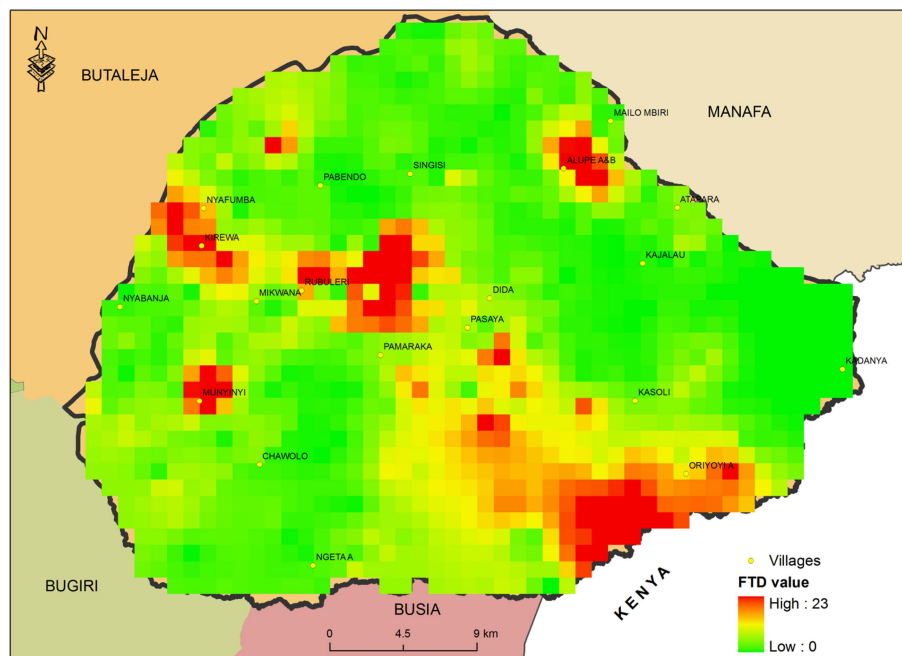 N
BUTALEJA
MANAFA
MAILO MBIRI
ALUPE A&B
SINGISI
PABENDO
NYAFUMBA
ATAPARA
KIREWA
KAJALAU
RUBULERI
NYABANJA
MIKWANA
DIDA
PASAYA
PAMARAKA
KADANYA
MUNYINYI
KASOLI
CHAWOLO
ORIYOYI A
NGETA A
BUGIRI
BUSIA
KENYA
Villages
FTD value
High : 23
Low : 0
0 4.5 9 km